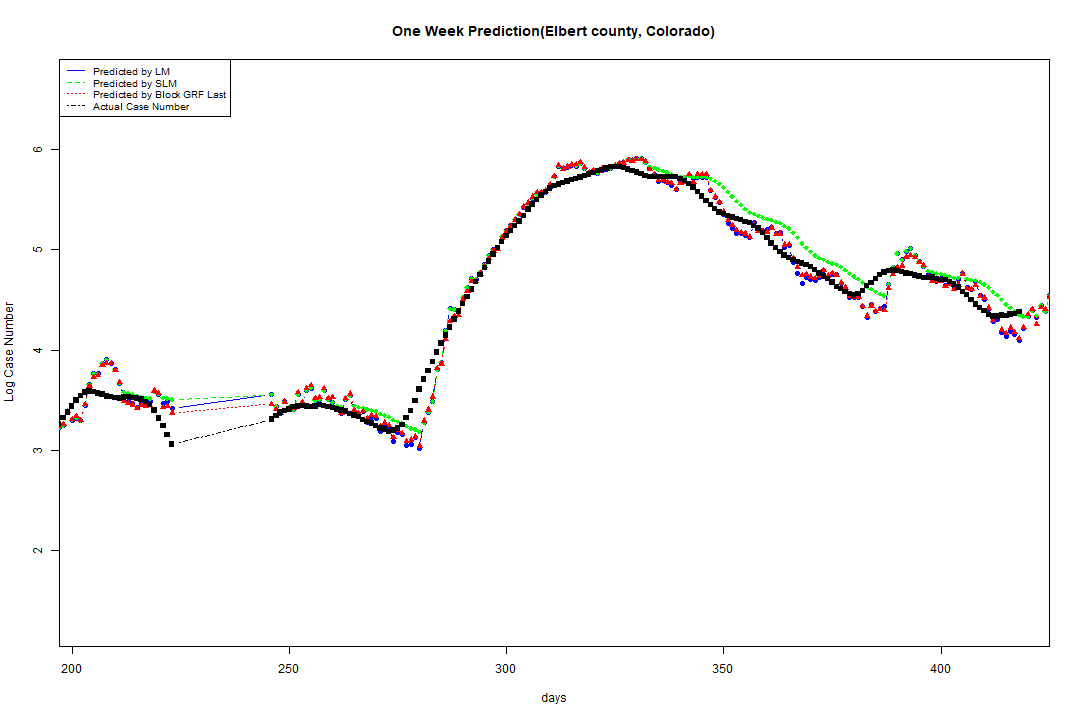 One Week Prediction(Elbert county, Colorado)
Predicted by LM
Predicted by SLM
Predicted by Block GRF Last
Actual Case Number
6
5
4
3
2
Log Case Number
200 250 300 350 400
days